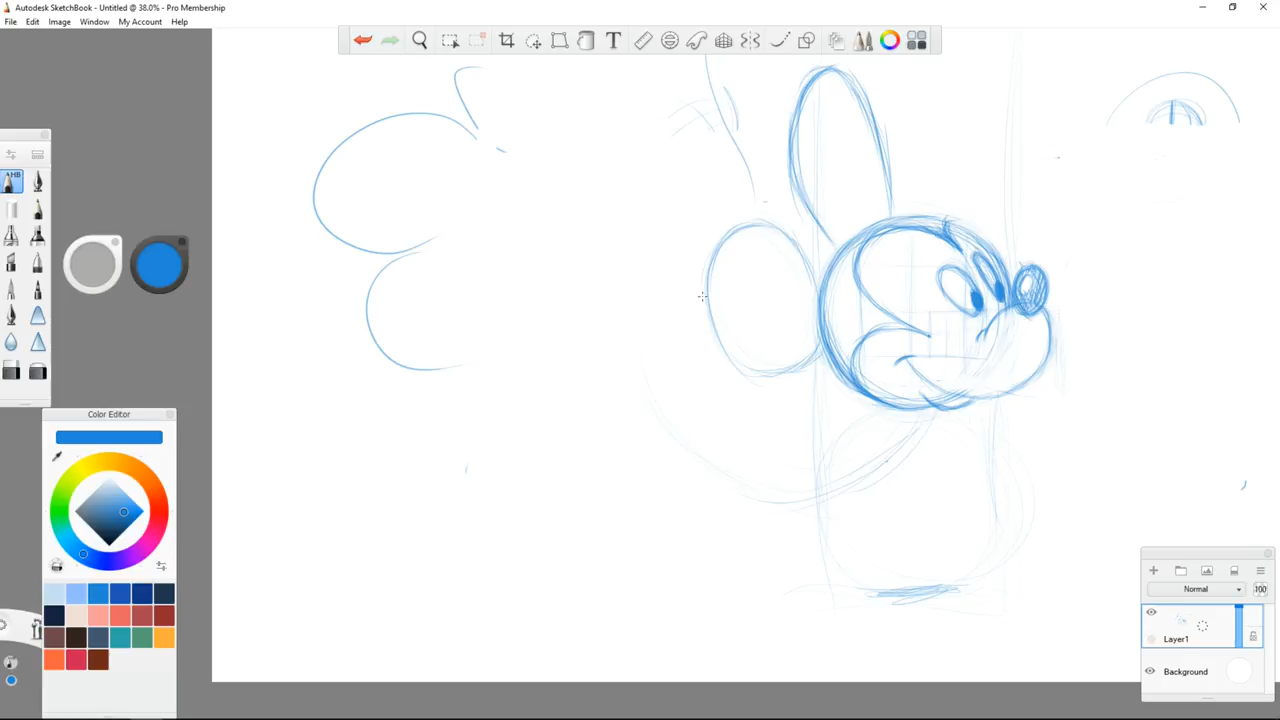 Autodesk SketchBook - Untitled @ 38.0% - Pro Membership
File Edit Image Window My Account Help
T
HB
Color Editor
Normal
100
Layer1
Background